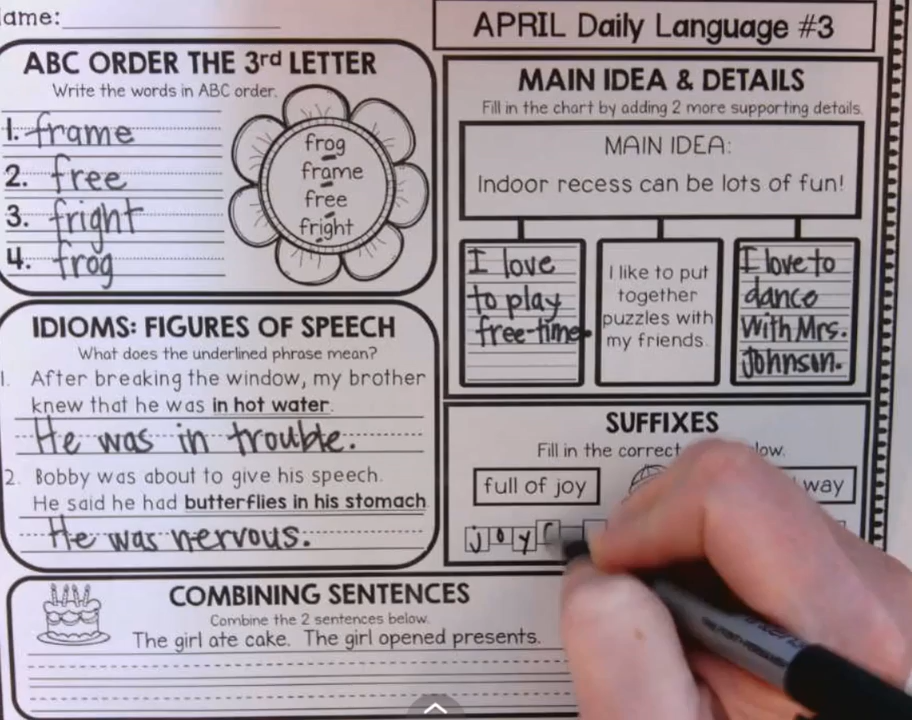 ame:
APRIL Daily Language #3
ABC ORDER THE 3rd LETTER
Write the words in ABC order.
1. frame
2. free
3. fright
4. frog
frog
frame
free
fright
MAIN IDEA & DETAILS
Fill in the chart by adding 2 more supporting details.
MAIN IDEA:
Indoor recess can be lots of fun!
I love
to play
free-time.
I like to put
together
puzzles with
my friends.
I love to
dance
with Mrs.
Johnson.
IDIOMS: FIGURES OF SPEECH
What does the underlined phrase mean?
1. After breaking the window, my brother
knew that he was in hot water.
He was in trouble.
2. Bobby was about to give his speech.
He said he had butterflies in his stomach
He was nervous.
SUFFIXES
Fill in the correct low.
full of joy
way
joy
COMBINING SENTENCES
Combine the 2 sentences below.
The girl ate cake. The girl opened presents.